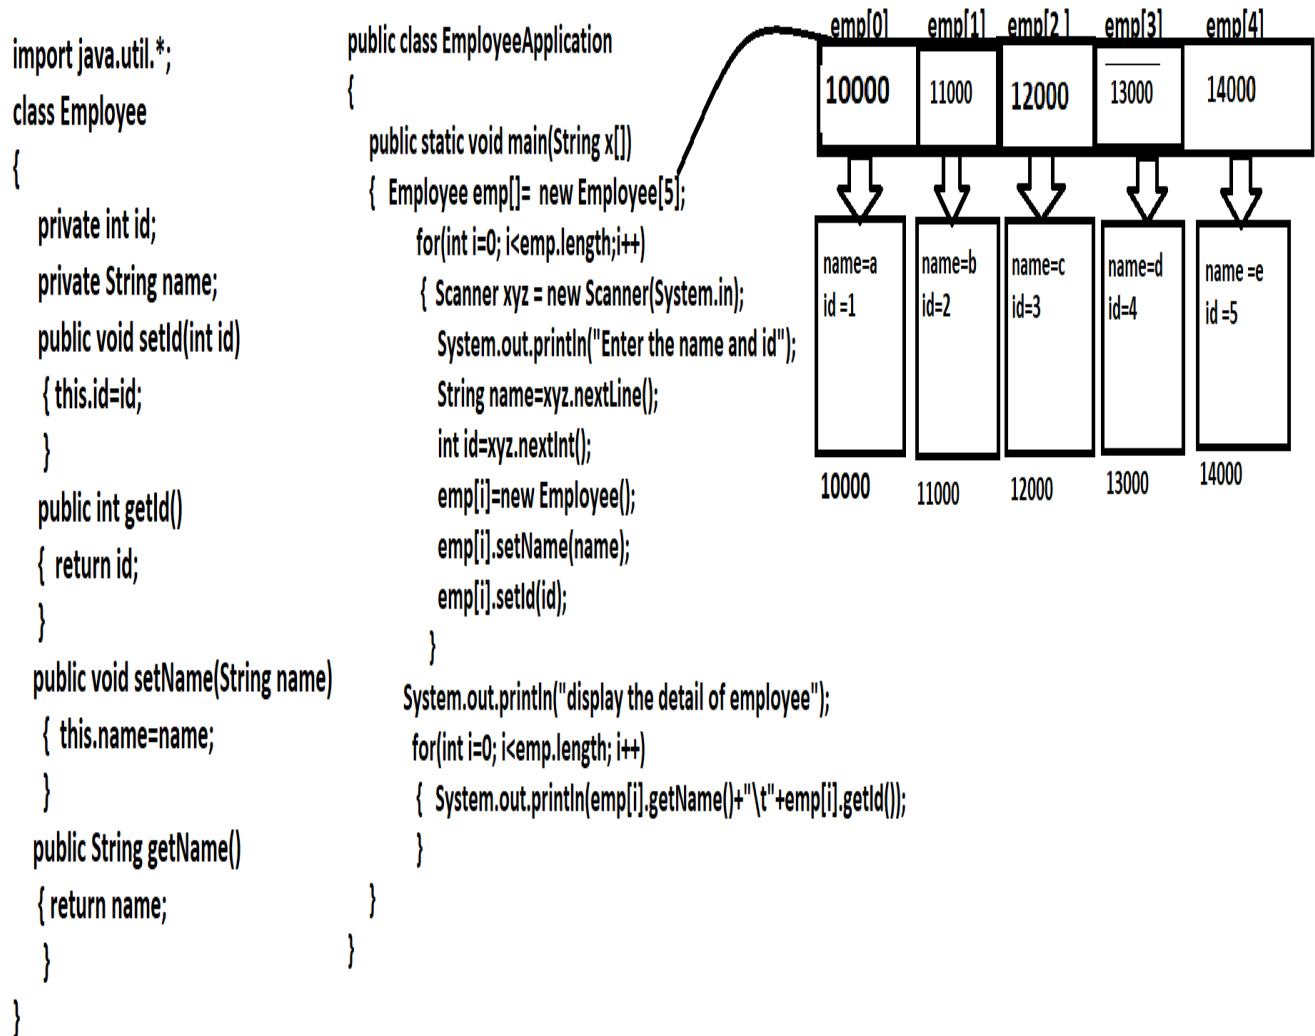 import java.util.*;
class Employee
{
private int id;
private String name;
public void setId(int id)
{ this.id=id;
}
public int getId()
{ return id;
}
public void setName(String name)
{ this.name=name;
}
public String getName()
{ return name;
}
}
public class EmployeeApplication
{
public static void main(String x[])
{ Employee emp[]= new Employee[5];
for(int i=0; i<emp.length;i++)
{ Scanner xyz = new Scanner(System.in);
System.out.println("Enter the name and id");
String name=xyz.nextLine();
int id=xyz.nextInt();
emp[i]=new Employee();
emp[i].setName(name);
emp[i].setId(id);
}
System.out.println("display the detail of employee");
for(int i=0; i<emp.length; i++)
{ System.out.println(emp[i].getName()+"\t"+emp[i].getId());
}
}
}
emp[0] emp[1] emp[2] emp[3] emp[4]
10000 11000 12000 13000 14000
name=a
id =1
name=b
id=2
name=c
id=3
name=d
id=4
name =e
id =5
10000 11000 12000 13000 14000